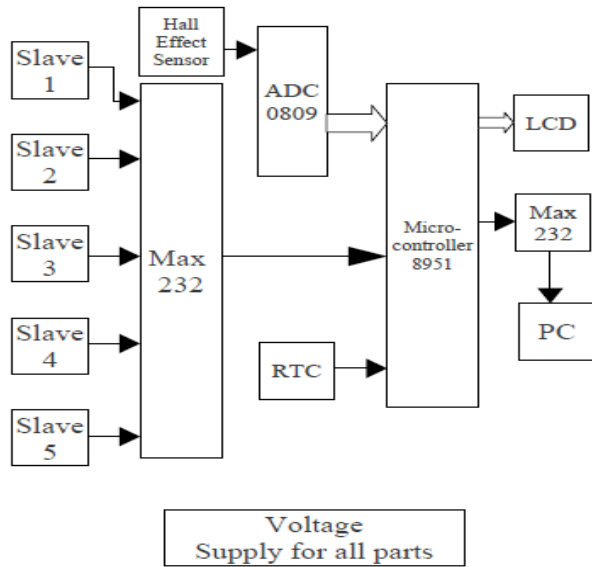 Hall
Effect
Sensor
Slave
1
Slave
2
Slave
3
Slave
4
Slave
5
Max
232
ADC
0809
RTC
Micro-
controller
8951
LCD
Max
232
PC
Voltage
Supply for all parts